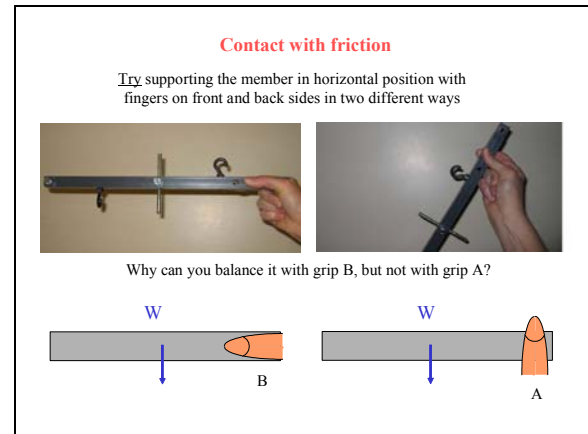 Contact with friction
Try supporting the member in horizontal position with
fingers on front and back sides in two different ways
Why can you balance it with grip B, but not with grip A?
W
W
B
A